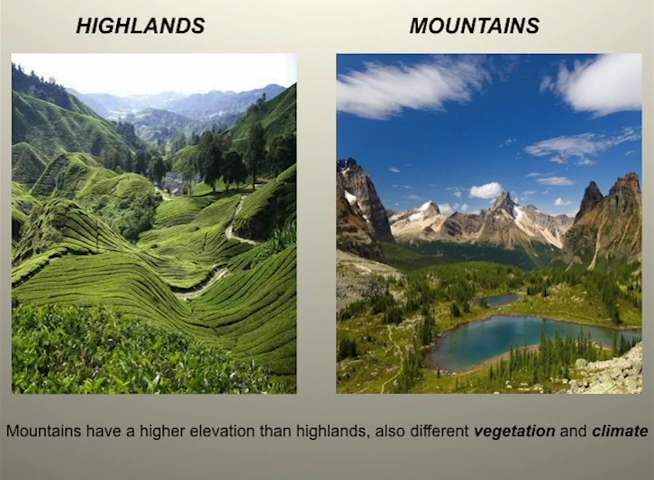 HIGHLANDS
MOUNTAINS
Mountains have a higher elevation than highlands, also different vegetation and climate